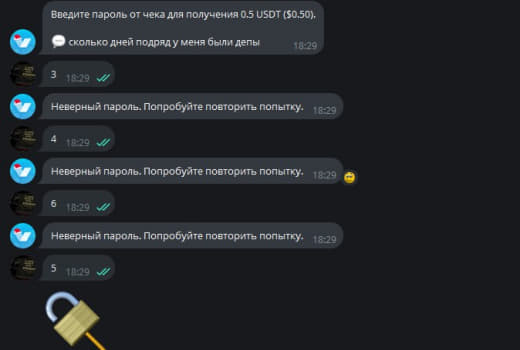 Введите пароль от чека для получения 0.5 USDT ($0.50).
💬 сколько дней подряд у меня были депы 18:29
3 18:29
Неверный пароль. Попробуйте повторить попытку. 18:29
4 18:29
Неверный пароль. Попробуйте повторить попытку. 18:29
6 18:29
Неверный пароль. Попробуйте повторить попытку. 18:29
5 18:29